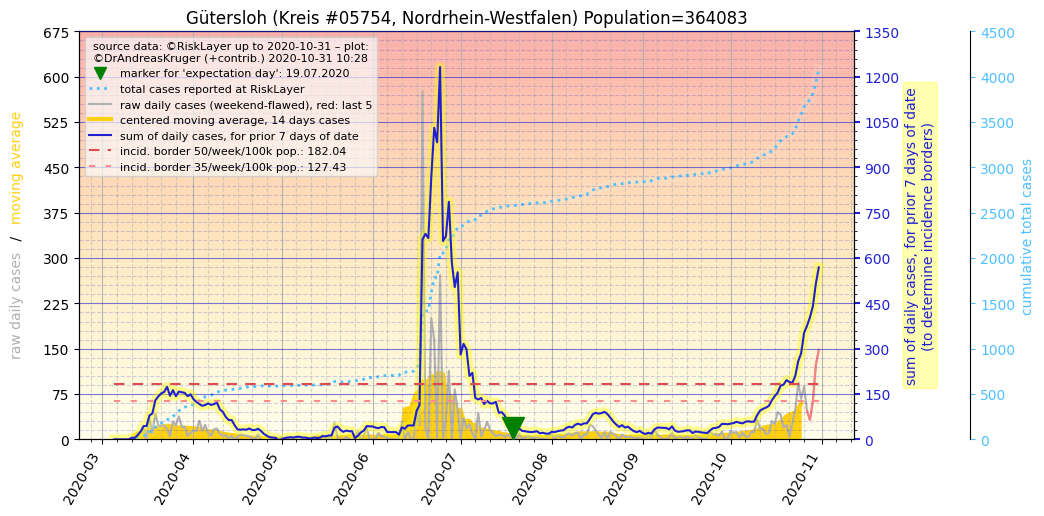 Gütersloh (Kreis #05754, Nordrhein-Westfalen) Population=364083
source data: ©RiskLayer up to 2020-10-31 – plot:
©DrAndreasKruger (+contrib.) 2020-10-31 10:28
marker for 'expectation day': 19.07.2020
total cases reported at RiskLayer
raw daily cases (weekend-flawed), red: last 5
centered moving average, 14 days cases
sum of daily cases, for prior 7 days of date
incid. border 50/week/100k pop.: 182.04
incid. border 35/week/100k pop.: 127.43
raw daily cases / moving average
675
600
525
450
375
300
225
150
75
0
1350
1200
1050
900
750
600
450
300
150
0
sum of daily cases, for prior 7 days of date
(to determine incidence borders)
4500
4000
3500
3000
2500
2000
1500
1000
500
0
cumulative total cases
2020-03
2020-04
2020-05
2020-06
2020-07
2020-08
2020-09
2020-10
2020-11